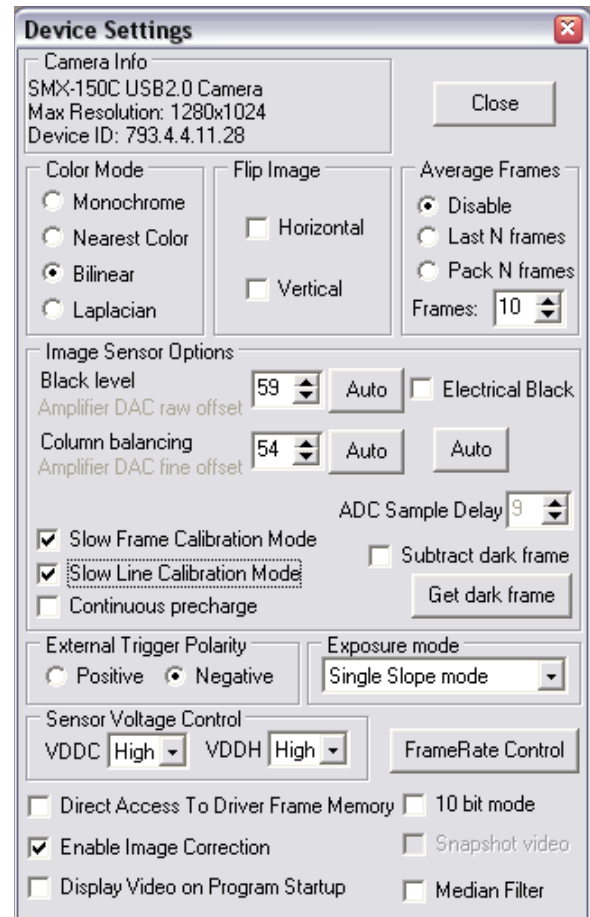 Device Settings
Camera Info
SMX-150C USB2.0 Camera
Max Resolution: 1280x1024
Device ID: 793.4.4.11.28
Close
Color Mode
Monochrome
Nearest Color
Bilinear
Laplacian
Flip Image
Horizontal
Vertical
Average Frames
Disable
Last N frames
Pack N frames
Frames: 10
Image Sensor Options
Black level
Amplifier DAC raw offset
59
Auto
Electrical Black
Column balancing
Amplifier DAC fine offset
54
Auto
Auto
ADC Sample Delay 9
Slow Frame Calibration Mode
Slow Line Calibration Mode
Continuous precharge
Subtract dark frame
Get dark frame
External Trigger Polarity
Positive
Negative
Exposure mode
Single Slope mode
Sensor Voltage Control
VDDC High
VDDH High
FrameRate Control
Direct Access To Driver Frame Memory
10 bit mode
Enable Image Correction
Snapshot video
Display Video on Program Startup
Median Filter